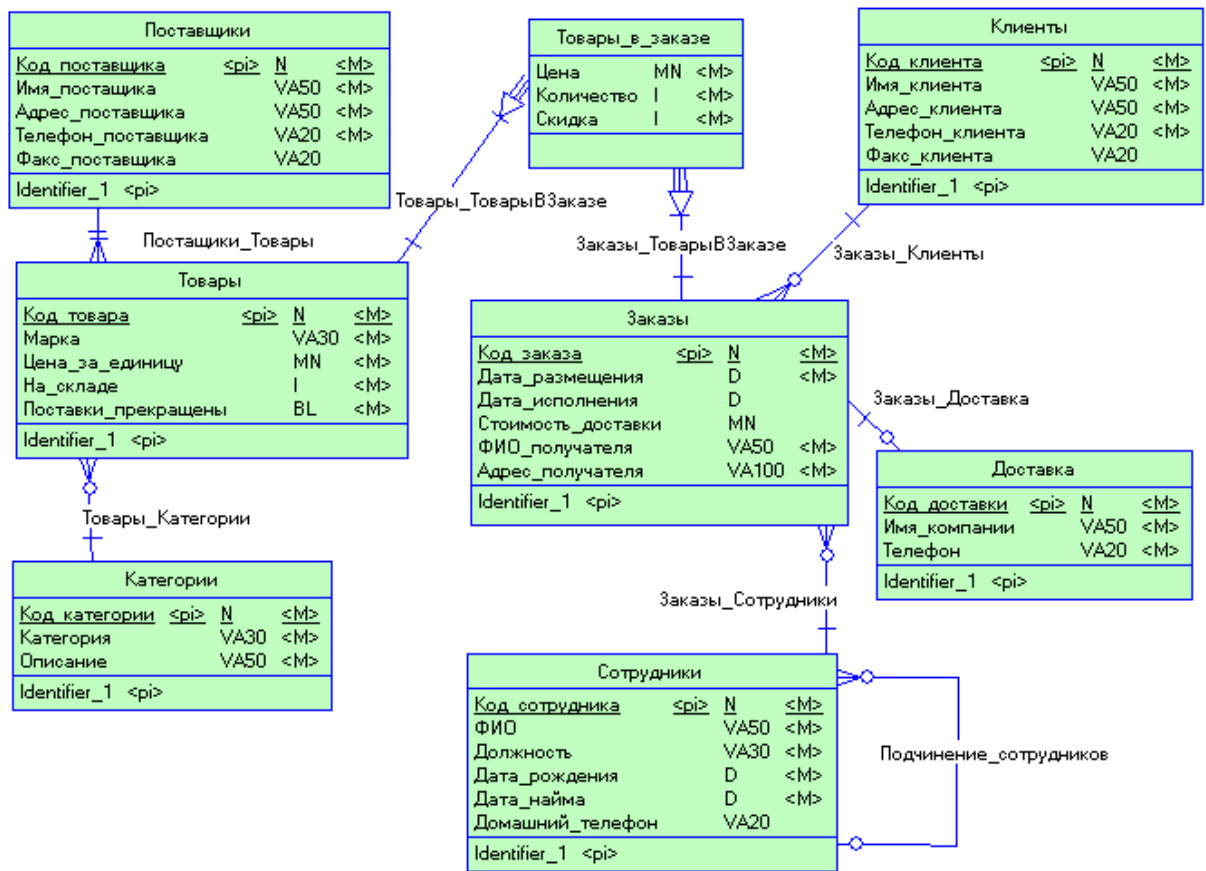 Поставщики
Код_поставщика <pi> N <M>
Имя_постащика VA50 <M>
Адрес_поставщика VA50 <M>
Телефон_поставщика VA20 <M>
Факс_поставщика VA20
Identifier_1 <pi>
Товары_в_заказе
Цена MN <M>
Количество I <M>
Скидка I <M>
Клиенты
Код_клиента <pi> N <M>
Имя_клиента VA50 <M>
Адрес_клиента VA50 <M>
Телефон_клиента VA20 <M>
Факс_клиента VA20
Identifier_1 <pi>
Товары_ТоварыВЗаказе
Постащики_Товары
Заказы_ТоварыВЗаказе
Заказы_Клиенты
Товары
Код_товара <pi> N <M>
Марка VA30 <M>
Цена_за_единицу MN <M>
На_складе I <M>
Поставки_прекращены BL <M>
Identifier_1 <pi>
Заказы
Код_заказа <pi> N <M>
Дата_размещения D <M>
Дата_исполнения D
Стоимость_доставки MN
ФИО_получателя VA50 <M>
Адрес_получателя VA100 <M>
Identifier_1 <pi>
Заказы_Доставка
Доставка
Код_доставки <pi> N <M>
Имя_компании VA50 <M>
Телефон VA20 <M>
Identifier_1 <pi>
Товары_Категории
Категории
Код_категории <pi> N <M>
Категория VA30 <M>
Описание VA50 <M>
Identifier_1 <pi>
Заказы_Сотрудники
Сотрудники
Код_сотрудника <pi> N <M>
ФИО VA50 <M>
Должность VA30 <M>
Дата_рождения D <M>
Дата_найма D <M>
Домашний_телефон VA20
Identifier_1 <pi>
Подчинение_сотрудников